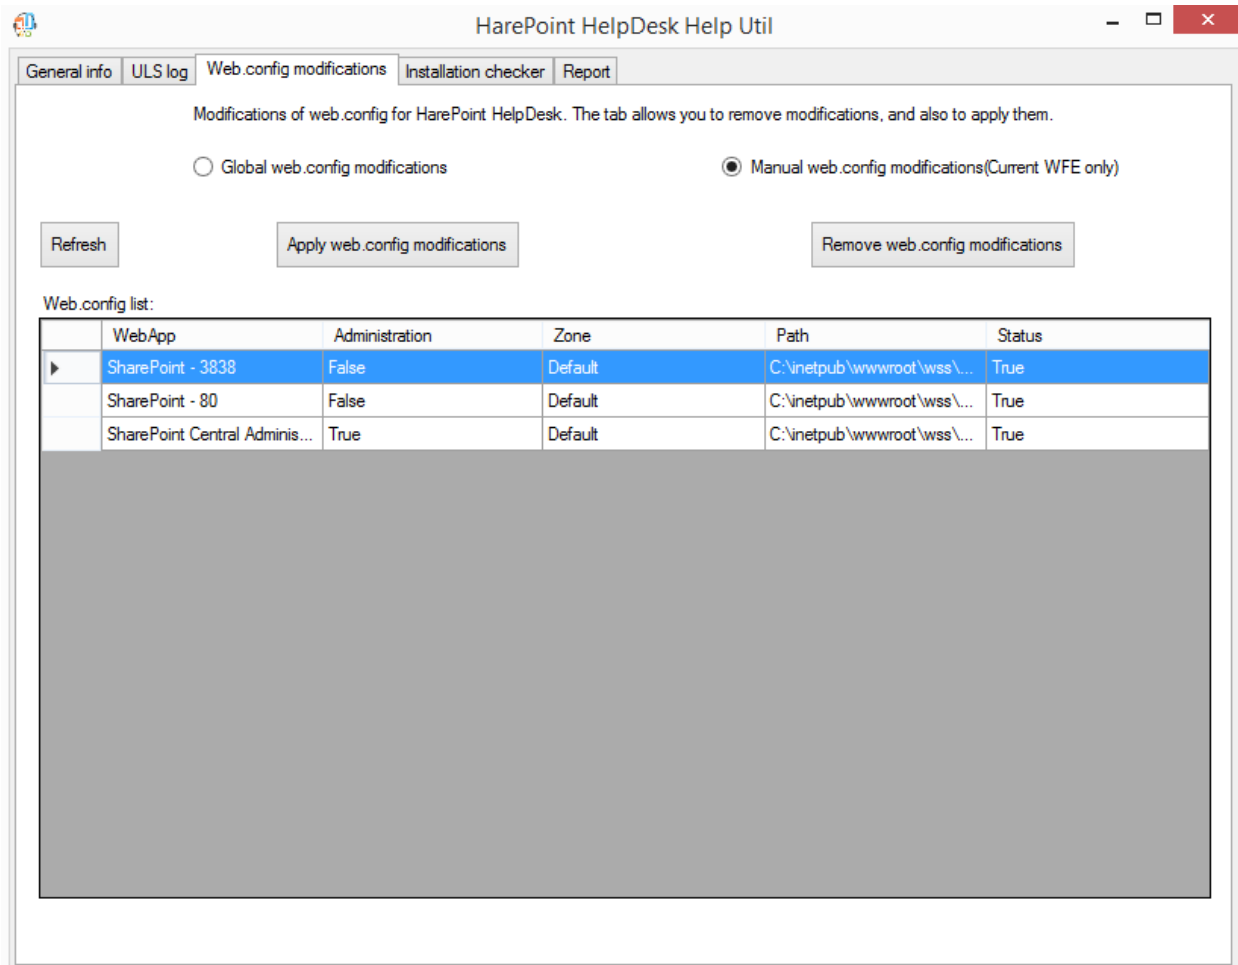 HarePoint HelpDesk Help Util
General info ULS log Web.config modifications Installation checker Report
Modifications of web.config for HarePoint HelpDesk. The tab allows you to remove modifications, and also to apply them.
Global web.config modifications Manual web.config modifications(Current WFE only)
Refresh Apply web.config modifications Remove web.config modifications
Web.config list:
WebApp Administration Zone Path Status
SharePoint - 3838 False Default C:\inetpub\wwwroot\wss\... True
SharePoint - 80 False Default C:\inetpub\wwwroot\wss\... True
SharePoint Central Adminis... True Default C:\inetpub\wwwroot\wss\... True